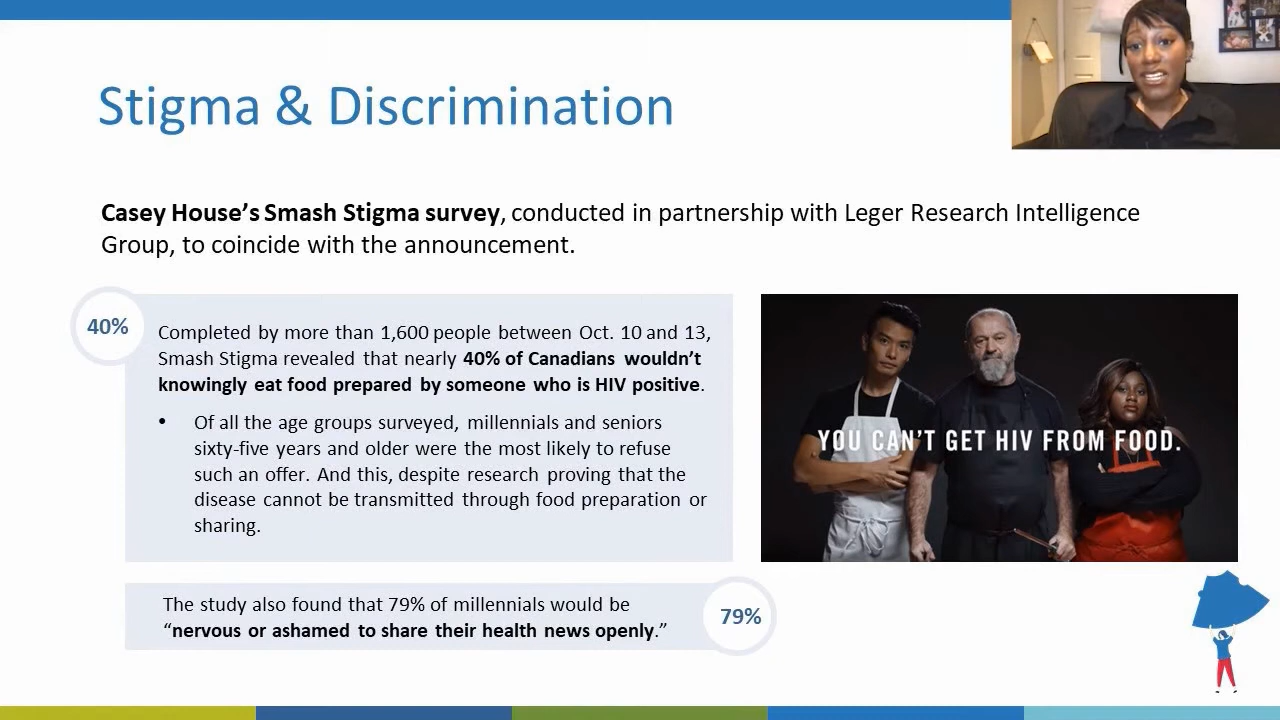 Stigma & Discrimination
Casey House's Smash Stigma survey, conducted in partnership with Leger Research Intelligence
Group, to coincide with the announcement.
40%
Completed by more than 1,600 people between Oct. 10 and 13,
Smash Stigma revealed that nearly 40% of Canadians wouldn't
knowingly eat food prepared by someone who is HIV positive.
• Of all the age groups surveyed, millennials and seniors
sixty-five years and older were the most likely to refuse
such an offer. And this, despite research proving that the
disease cannot be transmitted through food preparation or
sharing.
YOU CAN'T GET HIV FROM FOOD.
The study also found that 79% of millennials would be
“nervous or ashamed to share their health news openly.”
79%